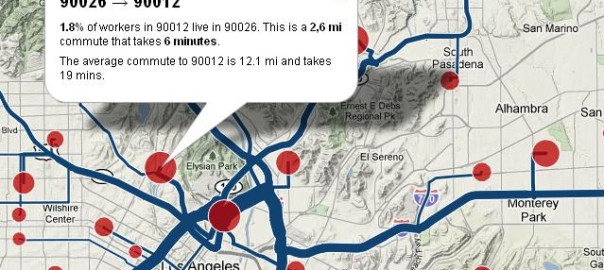 90026 → 90012
1.8% of workers in 90012 live in 90026. This is a 2,6 mi
commute that takes 6 minutes.
The average commute to 90012 is 12.1 mi and takes
19 mins.
San Marino
South
Pasadena
Ernest E Debs
Regional Pk
Alhambra
San
Blvd
Elysian Park
El Sereno
Wilshire
Center
Monterey
Park
Los Angeles
South
Ga